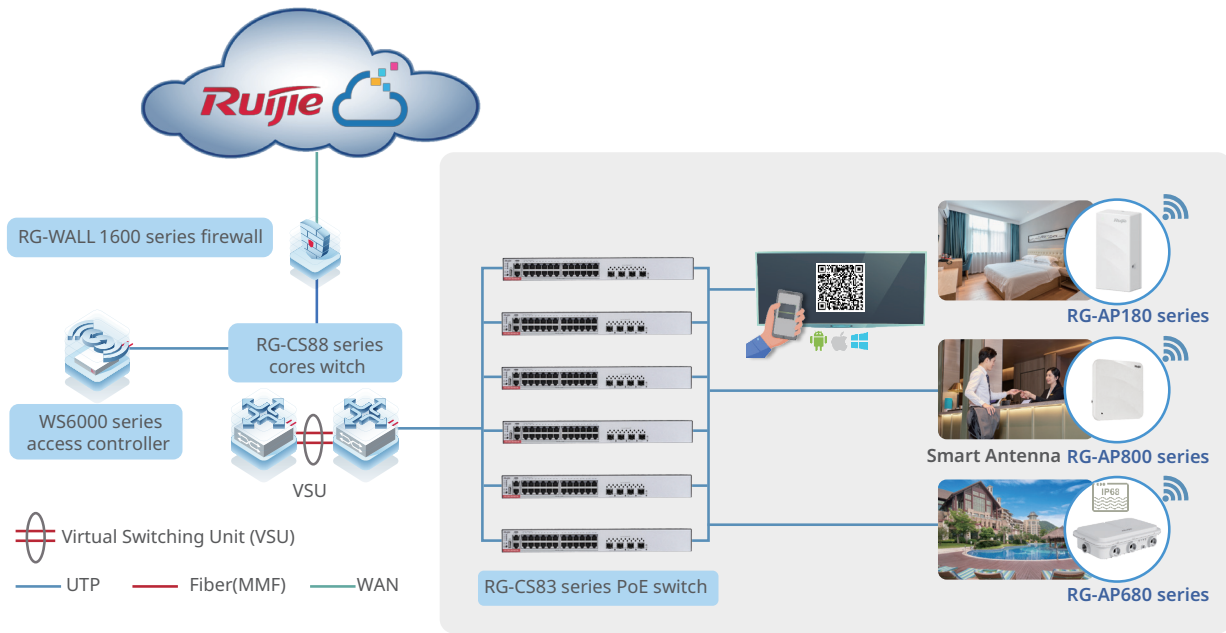 Ruijie
RG-WALL 1600 series firewall
RG-CS88 series
cores witch
WS6000 series
access controller
VSU
Virtual Switching Unit (VSU)
UTP
Fiber(MMF)
WAN
RG-CS83 series PoE switch
RG-AP180 series
Smart Antenna
RG-AP800 series
IP68
RG-AP680 series